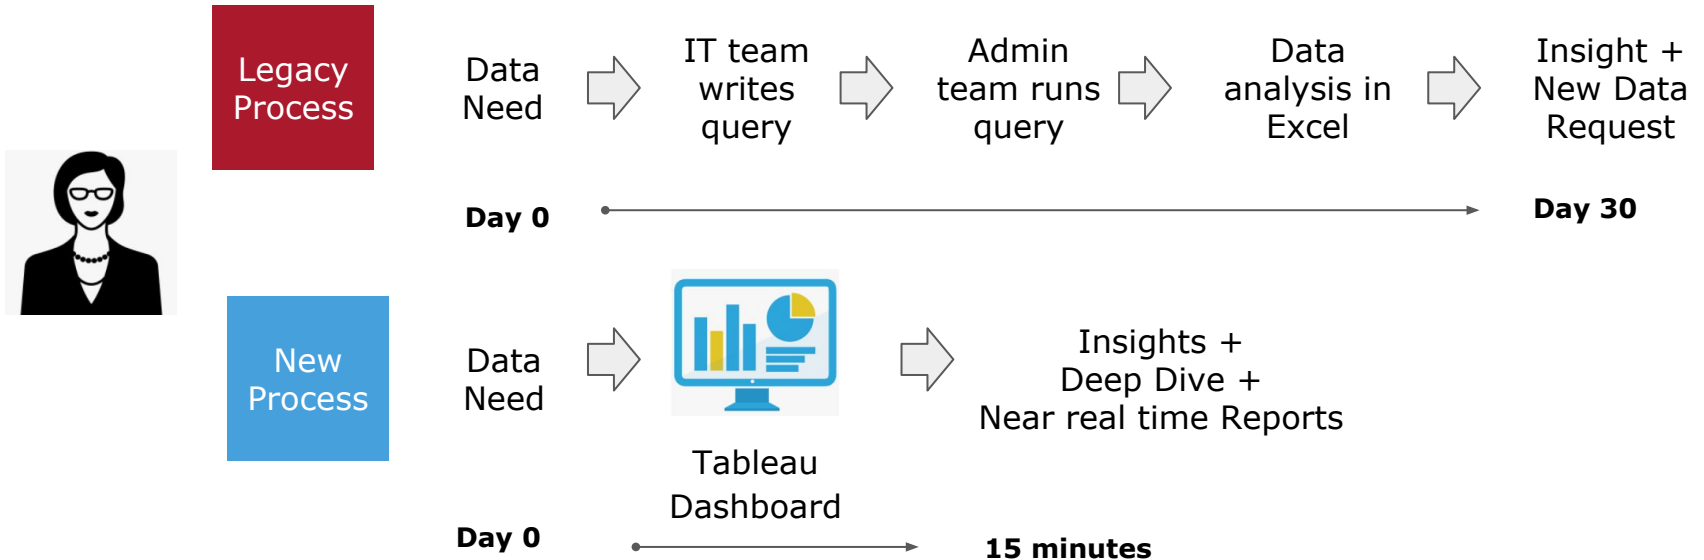 Legacy
Process
Data
Need
IT team
writes
query
Admin
team runs
query
Data
analysis in
Excel
Insight +
New Data
Request
Day 0
Day 30
New
Process
Data
Need
Tableau
Dashboard
Insights +
Deep Dive +
Near real time Reports
Day 0
15 minutes